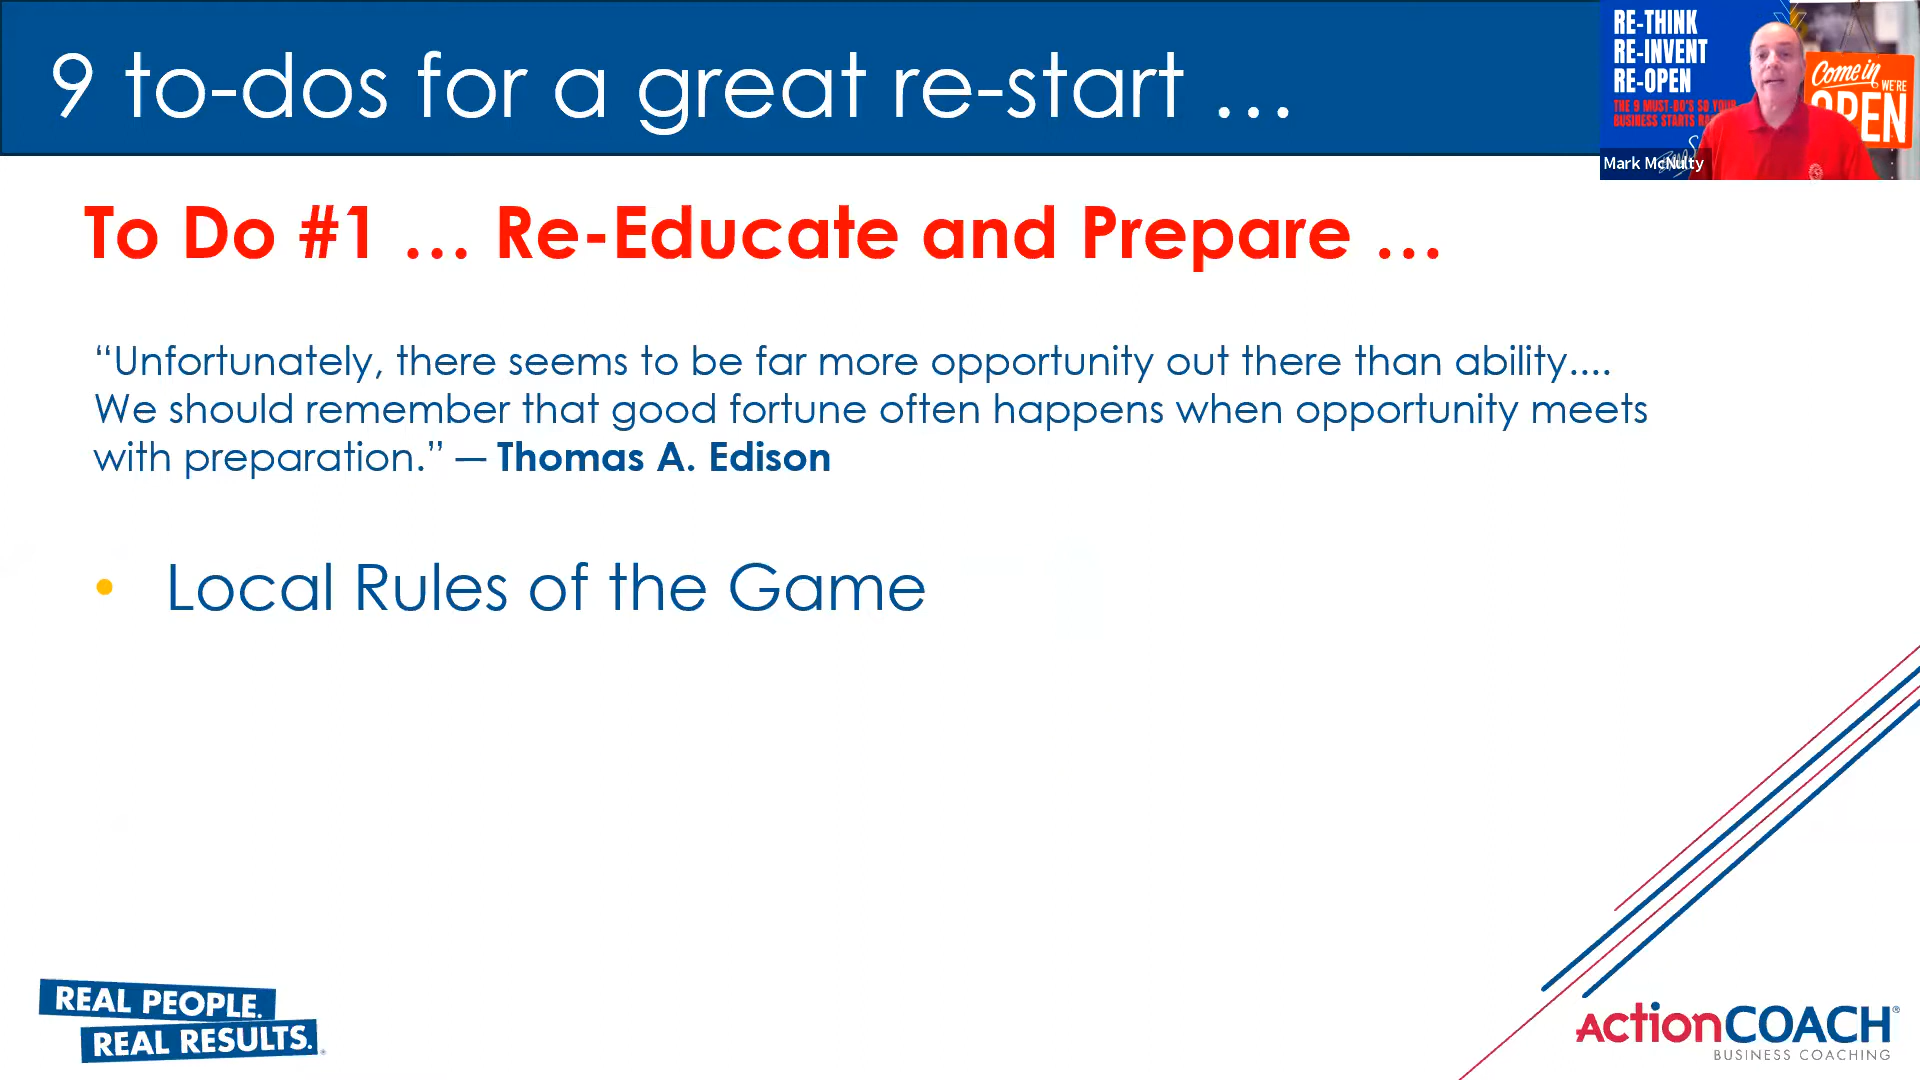 9 to-dos for a great re-start …
RE-THINK
RE-INVENT
RE-OPEN
THE 9 MUST-DO'S SO YOUR
BUSINESS STARTS
Come in
WE'RE
OPEN
Mark McNulty
To Do #1 … Re-Educate and Prepare …
“Unfortunately, there seems to be far more opportunity out there than ability....
We should remember that good fortune often happens when opportunity meets
with preparation.” — Thomas A. Edison
• Local Rules of the Game
REAL PEOPLE.
REAL RESULTS.
ActionCOACH®
BUSINESS COACHING